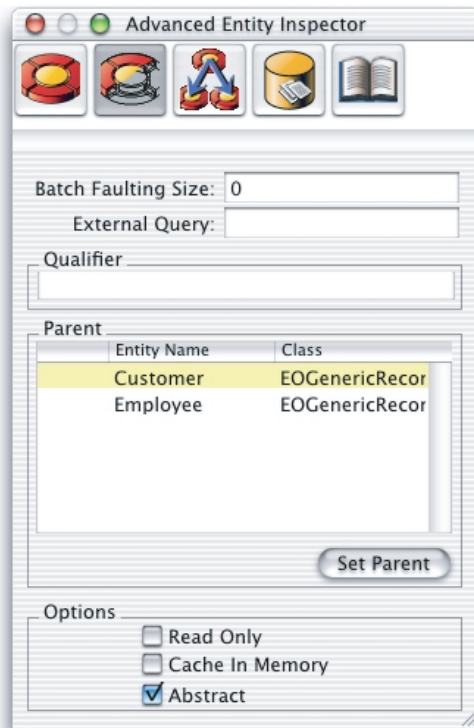 Advanced Entity Inspector
Batch Faulting Size: 0
External Query:
Qualifier
Parent
Entity Name Class
Customer EOGenericRecor
Employee EOGenericRecor
Set Parent
Options
Read Only
Cache In Memory
Abstract